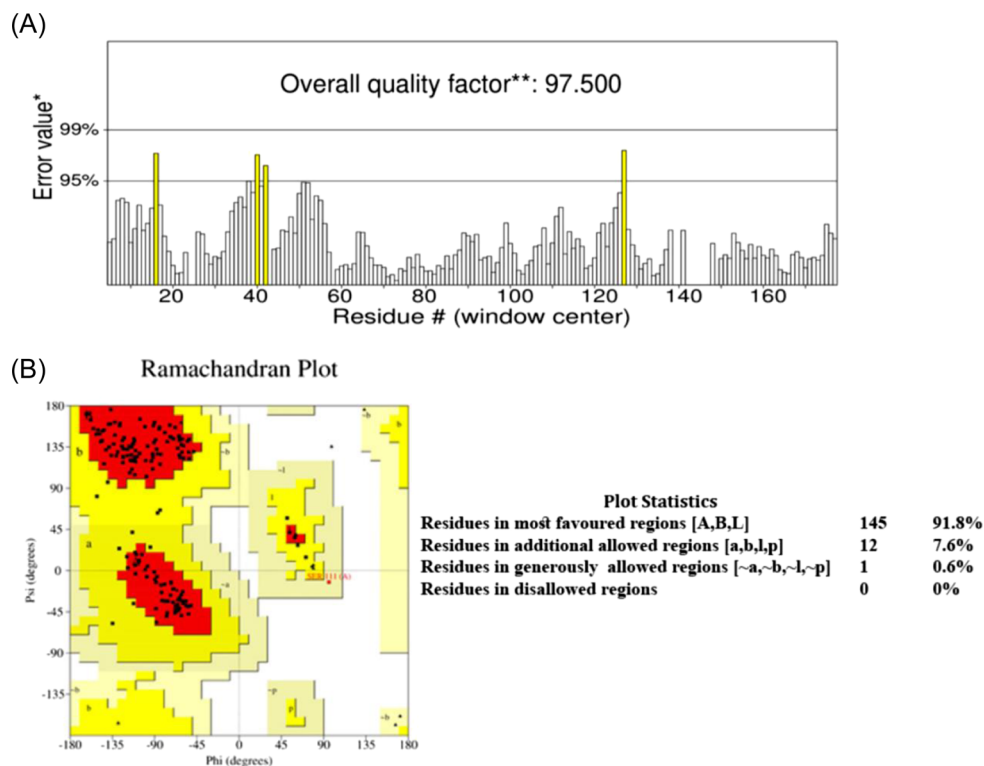 (A)
Overall quality factor**: 97.500
Error value*
99%
95%
20 40 60 80 100 120 140 160
Residue # (window center)
(B)
Ramachandran Plot
180
135
90
45
0
-45
-90
-135
-180 -135 -90 -45 0 45 90 135 180
Psi (degrees)
Phi (degrees)
b ~b ~l l a ~a ~b b
SER111 (A)
~b b ~p p ~b
Plot Statistics
Residues in most favoured regions [A,B,L] 145 91.8%
Residues in additional allowed regions [a,b,l,p] 12 7.6%
Residues in generously allowed regions [~a,~b,~l,~p] 1 0.6%
Residues in disallowed regions 0 0%